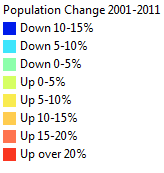 Population Change 2001-2011
Down 10-15%
Down 5-10%
Down 0-5%
Up 0-5%
Up 5-10%
Up 10-15%
Up 15-20%
Up over 20%